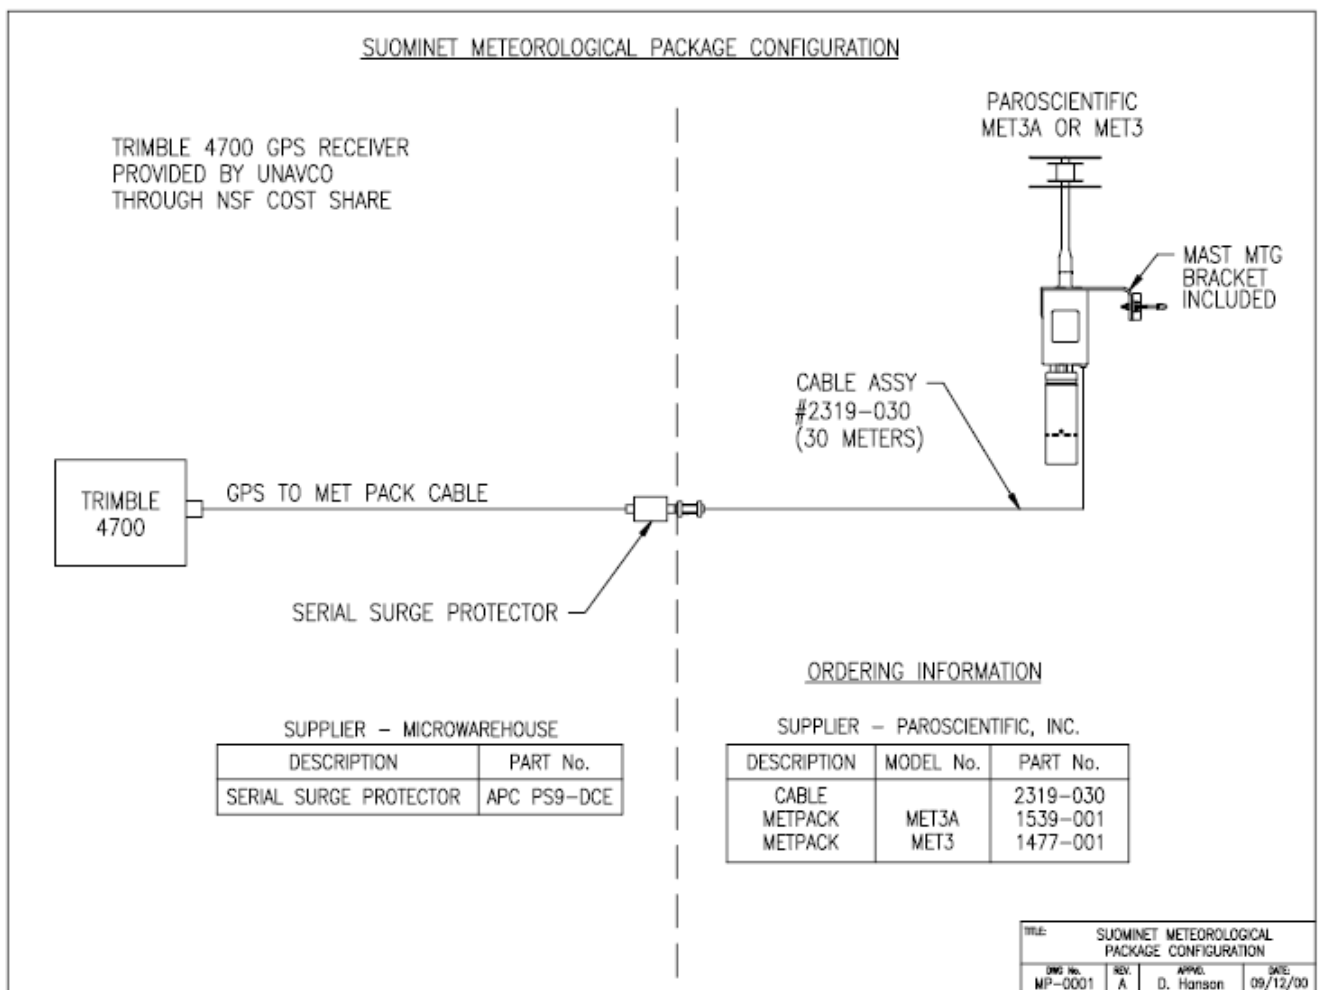 SUOMINET METEOROLOGICAL PACKAGE CONFIGURATION
TRIMBLE 4700 GPS RECEIVER
PROVIDED BY UNAVCO
THROUGH NSF COST SHARE
PAROSCIENTIFIC
MET3A OR MET3
MAST MTG
BRACKET
INCLUDED
CABLE ASSY
#2319-030
(30 METERS)
TRIMBLE
4700
GPS TO MET PACK CABLE
SERIAL SURGE PROTECTOR
ORDERING INFORMATION
SUPPLIER - MICROWAREHOUSE
DESCRIPTION PART No.
SERIAL SURGE PROTECTOR APC PS9-DCE
SUPPLIER - PAROSCIENTIFIC, INC.
DESCRIPTION MODEL No. PART No.
CABLE 2319-030
METPACK MET3A 1539-001
METPACK MET3 1477-001
TITLE: SUOMINET METEOROLOGICAL
PACKAGE CONFIGURATION
DWG No. REV. APPVD. DATE:
MP-0001 A D. Hanson 09/12/00